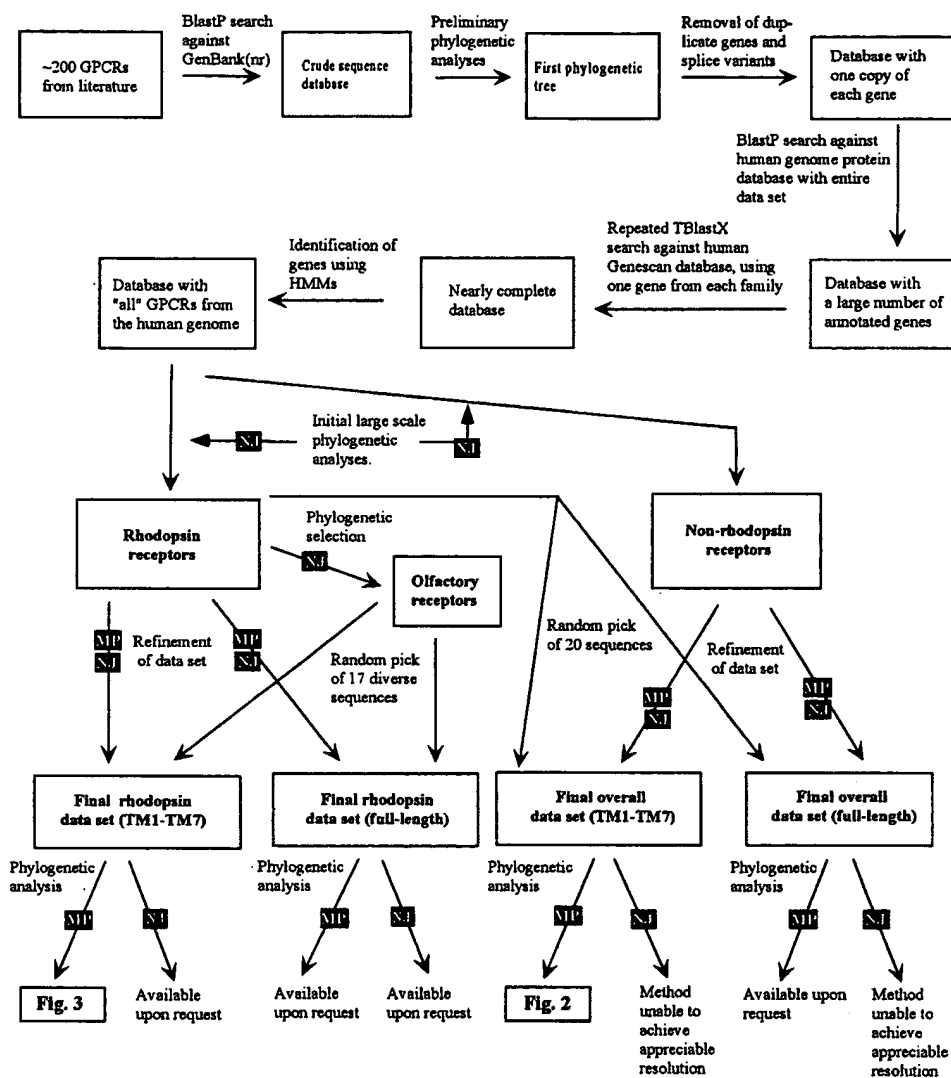 BlastP search
against
GenBank(nr)
Preliminary
phylogenetic
analyses
Removal of dup-
licate genes and
splice variants
~200 GPCRs
from literature
Crude sequence
database
First phylogenetic
tree
Database with
one copy of
each gene
BlastP search against
human genome protein
database with entire
data set
Repeated TBlastX
search against human
Genescan database, using
one gene from each family
Identification of
genes using
HMMs
Database with
"all" GPCRs from
the human genome
Nearly complete
database
Database with
a large number of
annotated genes
Initial large scale
phylogenetic
analyses.
NJ
NJ
Rhodopsin
receptors
Phylogenetic
selection
NJ
Olfactory
receptors
Non-rhodopsin
receptors
MP
NJ
Refinement
of data set
MP
NJ
Random pick
of 17 diverse
sequences
Random pick
of 20 sequences
Refinement
of data set
MP
NJ
MP
NJ
Final rhodopsin
data set (TM1-TM7)
Final rhodopsin
data set (full-length)
Final overall
data set (TM1-TM7)
Final overall
data set (full-length)
Phylogenetic
analysis
MP
NJ
Phylogenetic
analysis
MP
NJ
Phylogenetic
analysis
MP
NJ
Phylogenetic
analysis
MP
NJ
Fig. 3
Available
upon request
Available
upon request
Available
upon request
Fig. 2
Method
unable to
achieve
appreciable
resolution
Available upon
request
Method
unable to
achieve
appreciable
resolution